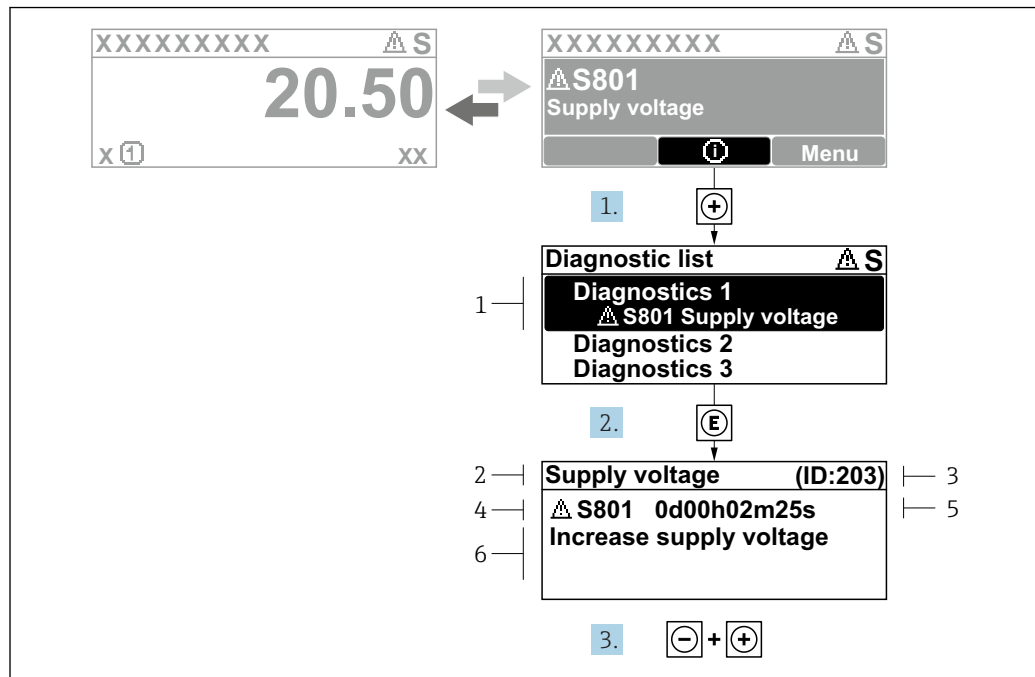 XXXXXXXXX ⚠ S
20.50
x ① xx
XXXXXXXXX ⚠ S
⚠ S801
Supply voltage
ⓘ Menu
1. +
Diagnostic list ⚠ S
1 Diagnostics 1
⚠ S801 Supply voltage
Diagnostics 2
Diagnostics 3
2. E
2 Supply voltage (ID:203) 3
4 ⚠ S801 0d00h02m25s 5
6 Increase supply voltage
3. − + +